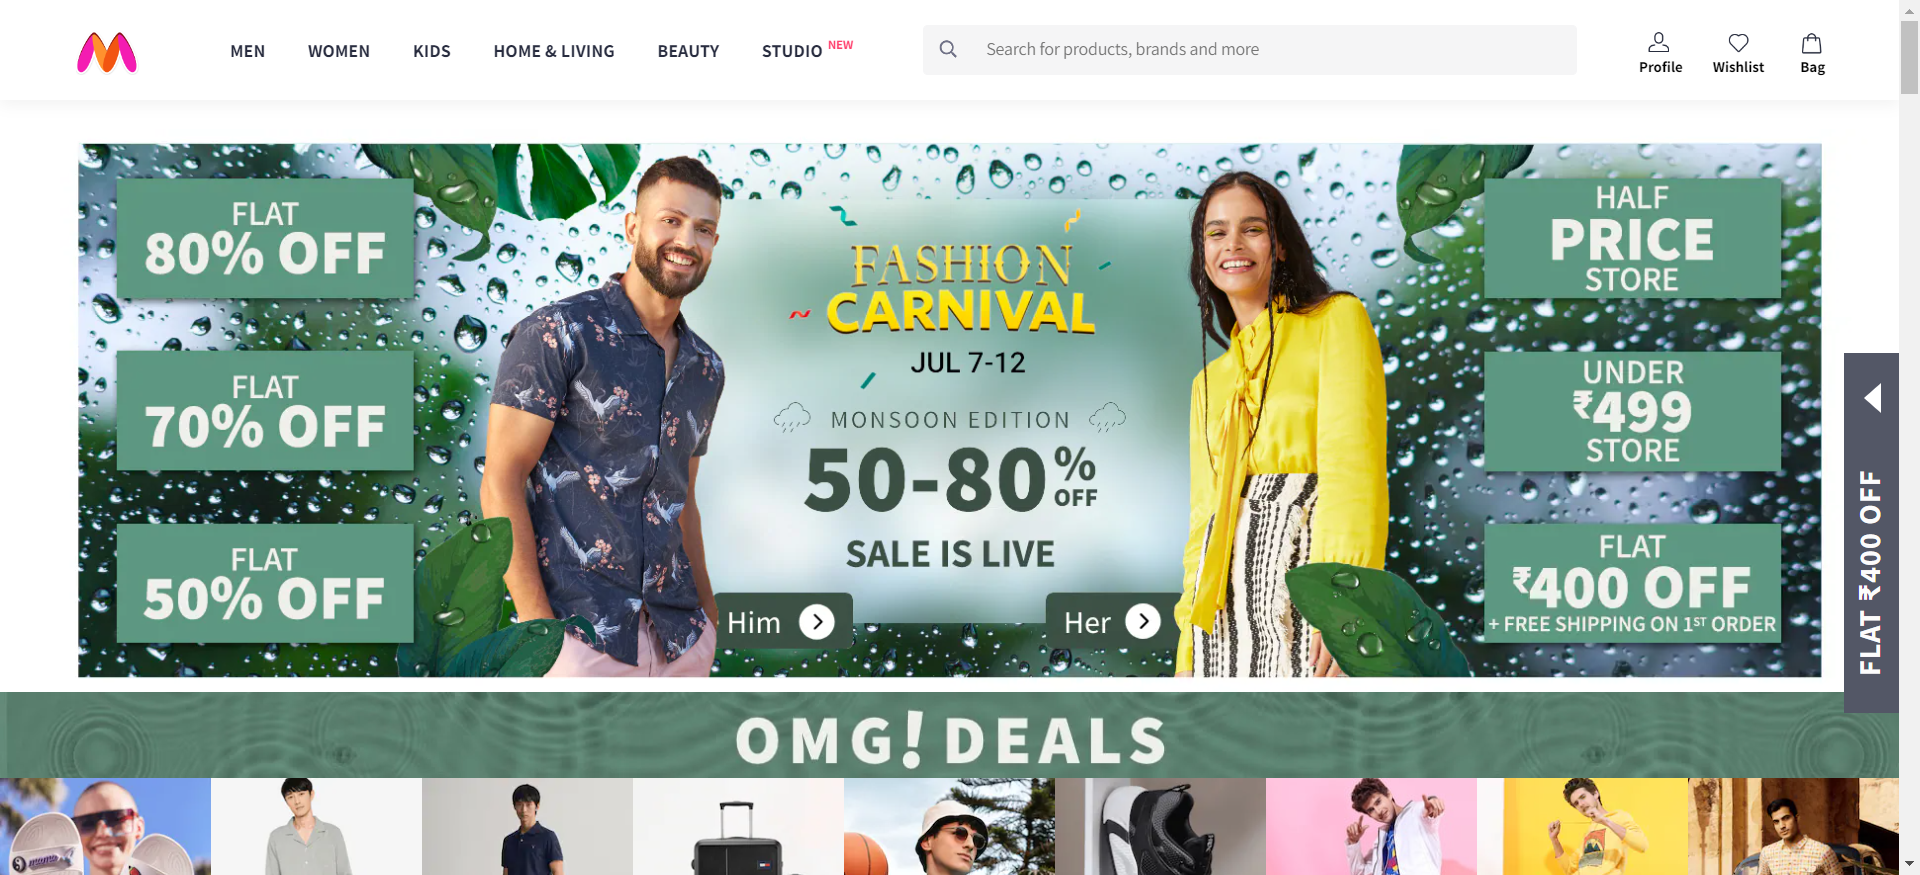 MEN
WOMEN
KIDS
HOME & LIVING
BEAUTY
STUDIO NEW
Search for products, brands and more
Profile
Wishlist
Bag
FLAT
80% OFF
FLAT
70% OFF
FLAT
50% OFF
FASHION
CARNIVAL
JUL 7-12
MONSOON EDITION
50-80% OFF
SALE IS LIVE
Him
Her
HALF
PRICE
STORE
UNDER
₹499
STORE
FLAT
₹400 OFF
+ FREE SHIPPING ON 1ST ORDER
FLAT ₹400 OFF
OMG! DEALS